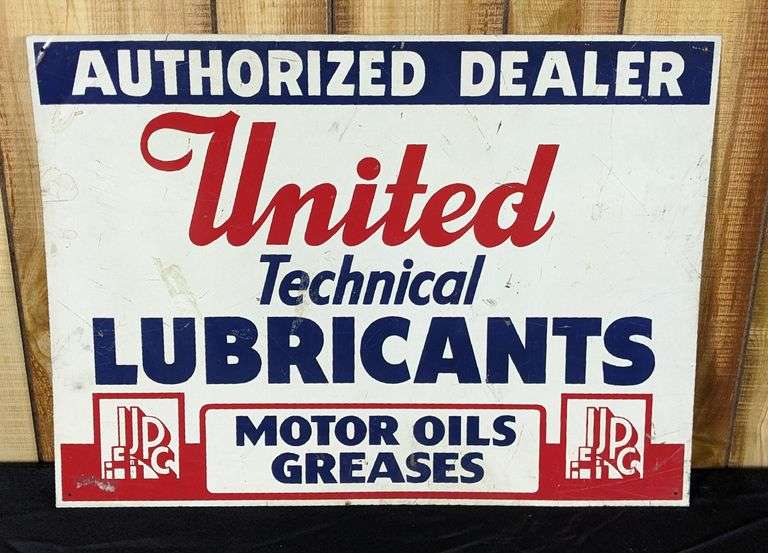 AUTHORIZED DEALER
United
Technical
LUBRICANTS
MOTOR OILS
GREASES